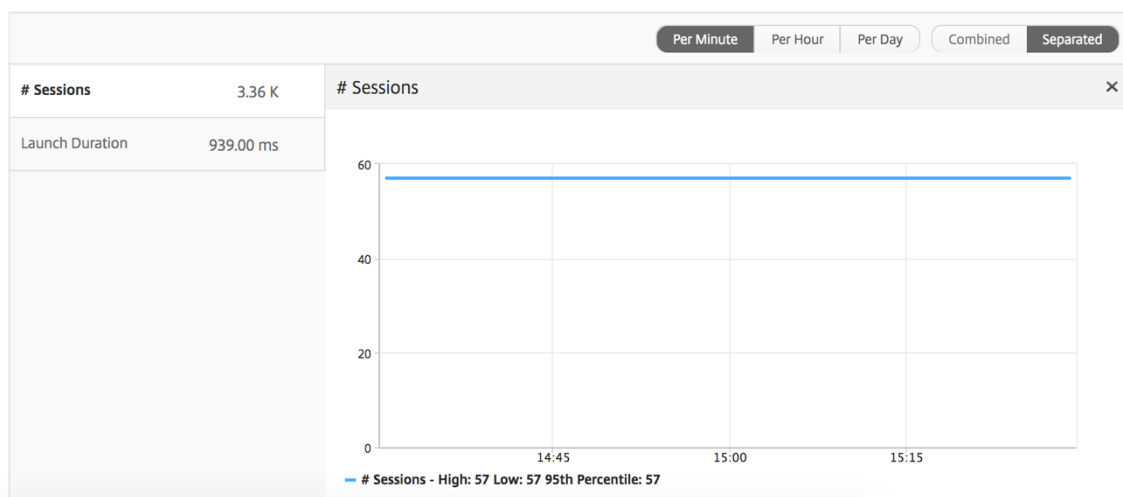 Per Minute Per Hour Per Day Combined Separated
# Sessions 3.36 K
Launch Duration 939.00 ms
# Sessions ×
60
40
20
0
14:45 15:00 15:15
# Sessions - High: 57 Low: 57 95th Percentile: 57